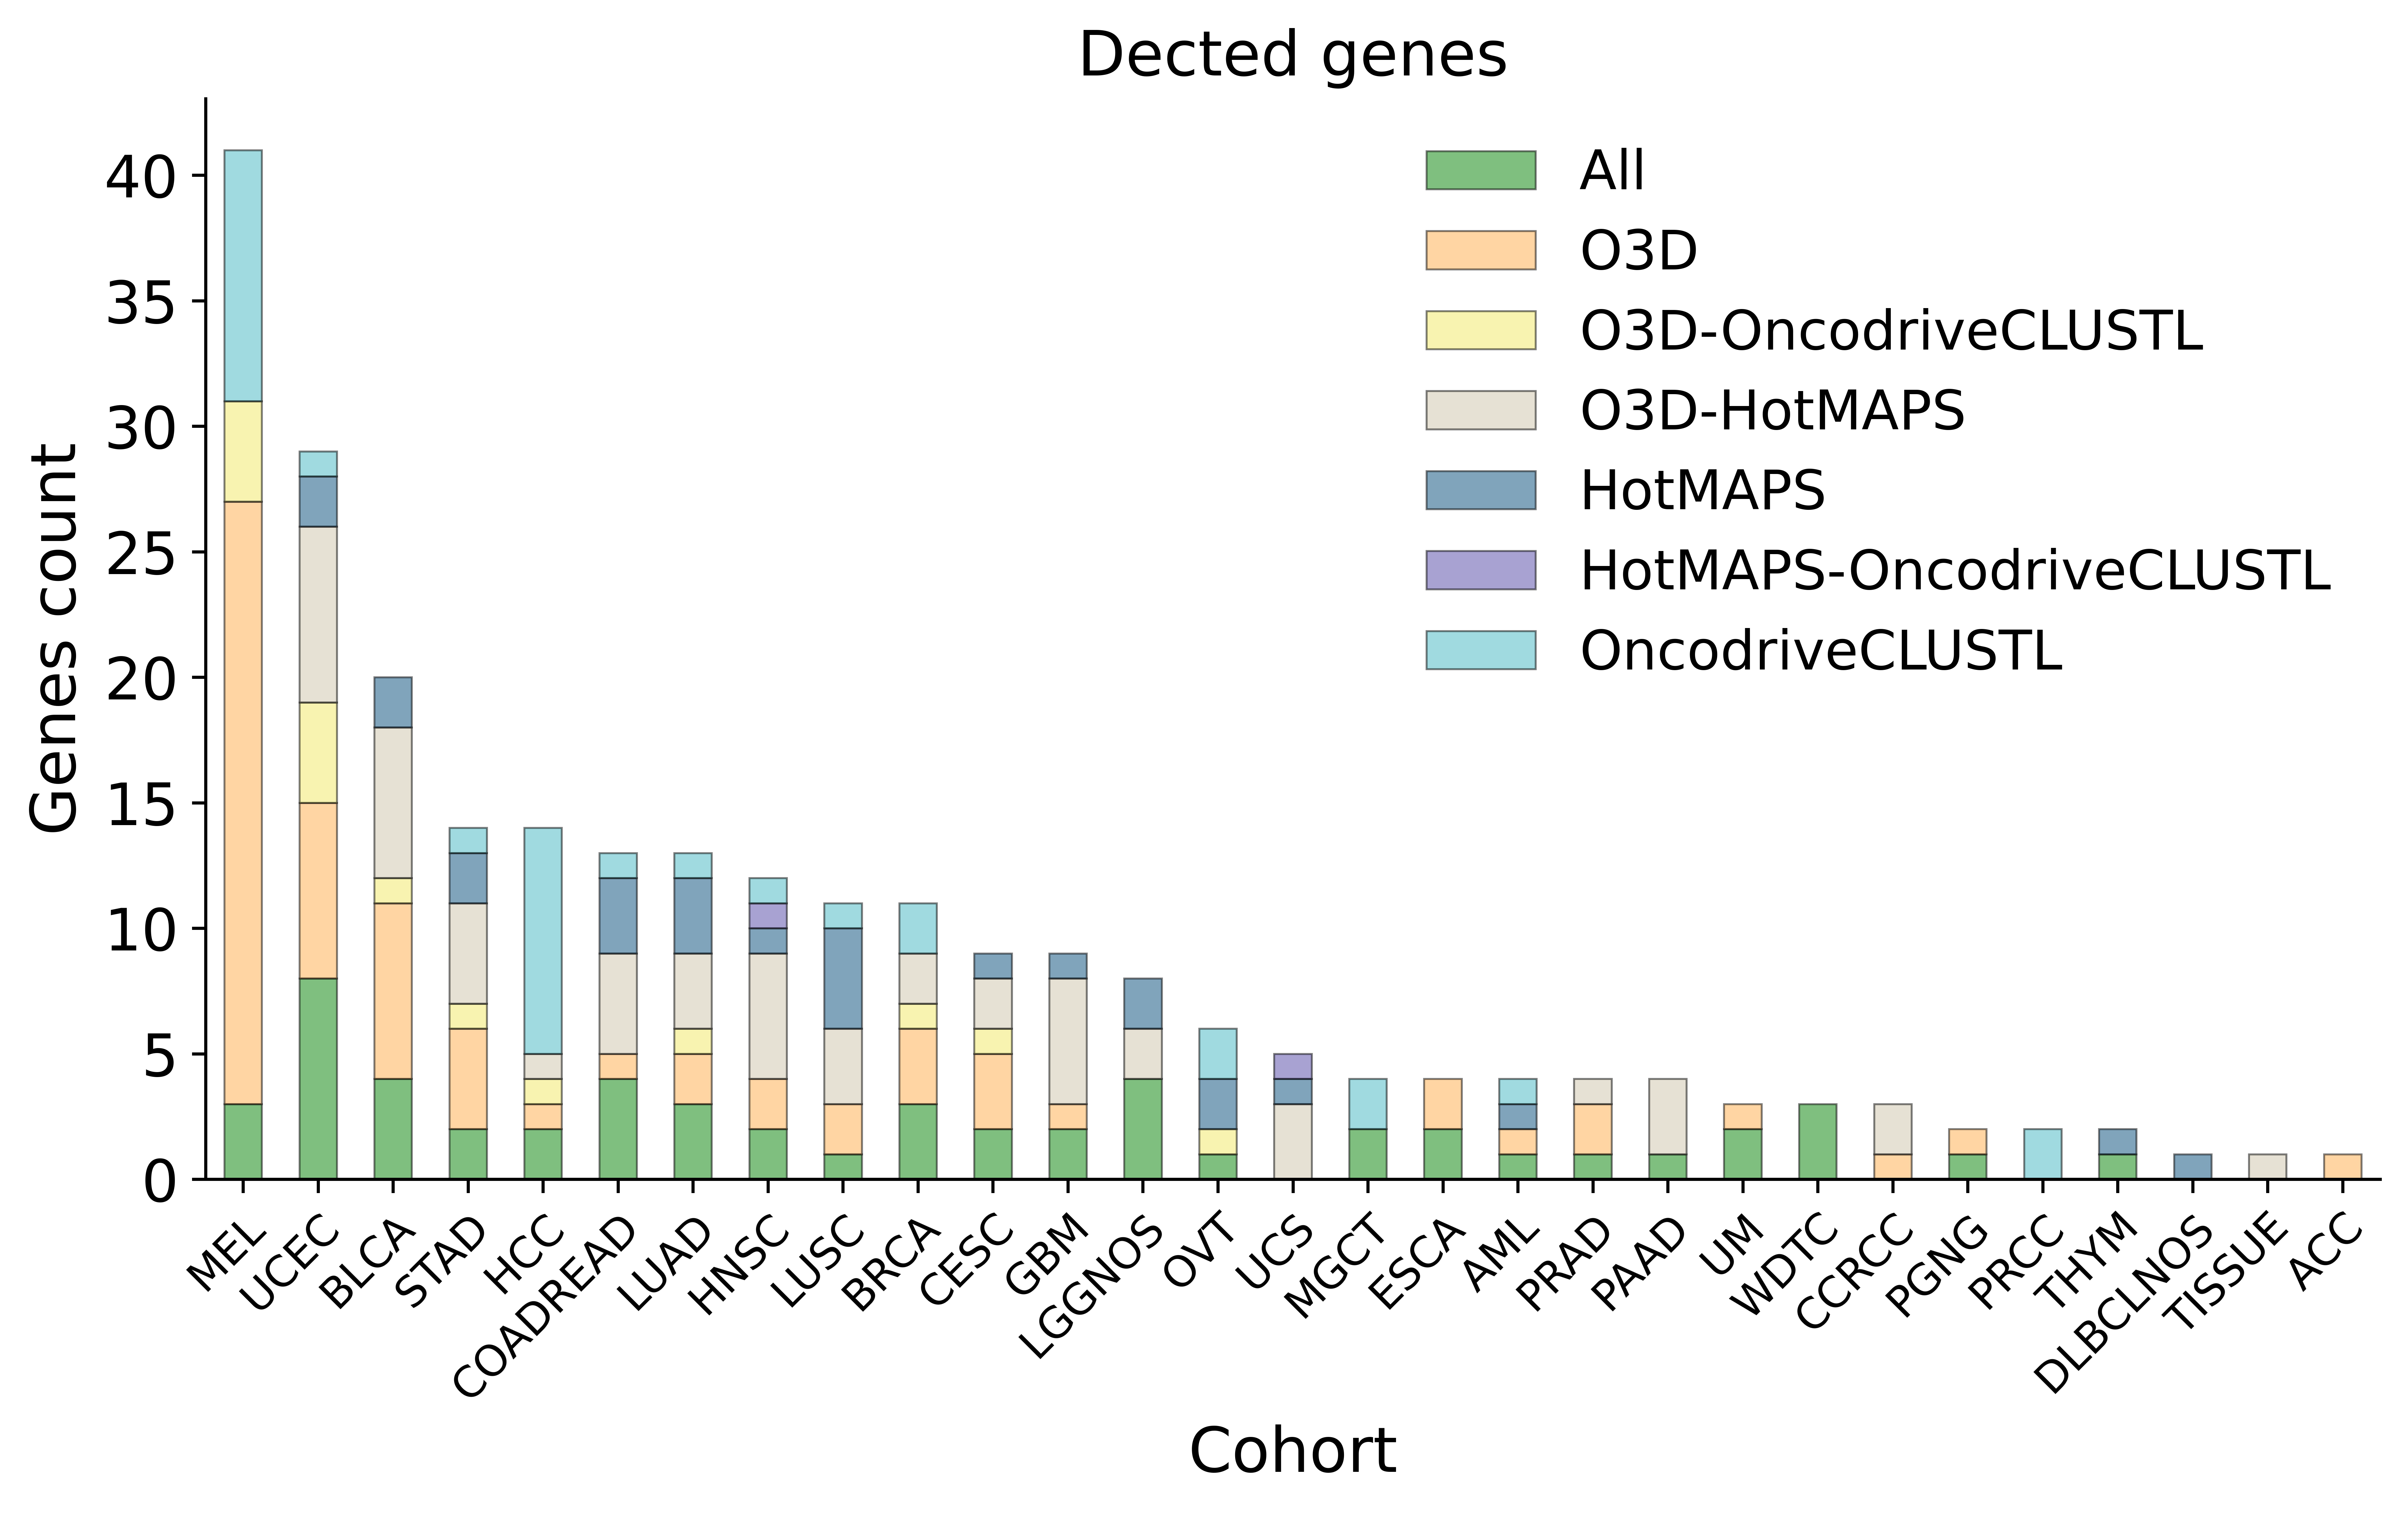 Dected genes
Genes count
40
35
30
25
20
15
10
5
0
All
O3D
O3D-OncodriveCLUSTL
O3D-HotMAPS
HotMAPS
HotMAPS-OncodriveCLUSTL
OncodriveCLUSTL
MEL
UCEC
BLCA
STAD
HCC
COADREAD
LUAD
HNSC
LUSC
BRCA
CESC
GBM
LGGNOS
OVT
UCS
MGCT
ESCA
AML
PRAD
PAAD
UM
WDTC
CCRCC
PGNG
PRCC
THYM
DLBCLNOS
TISSUE
ACC
Cohort